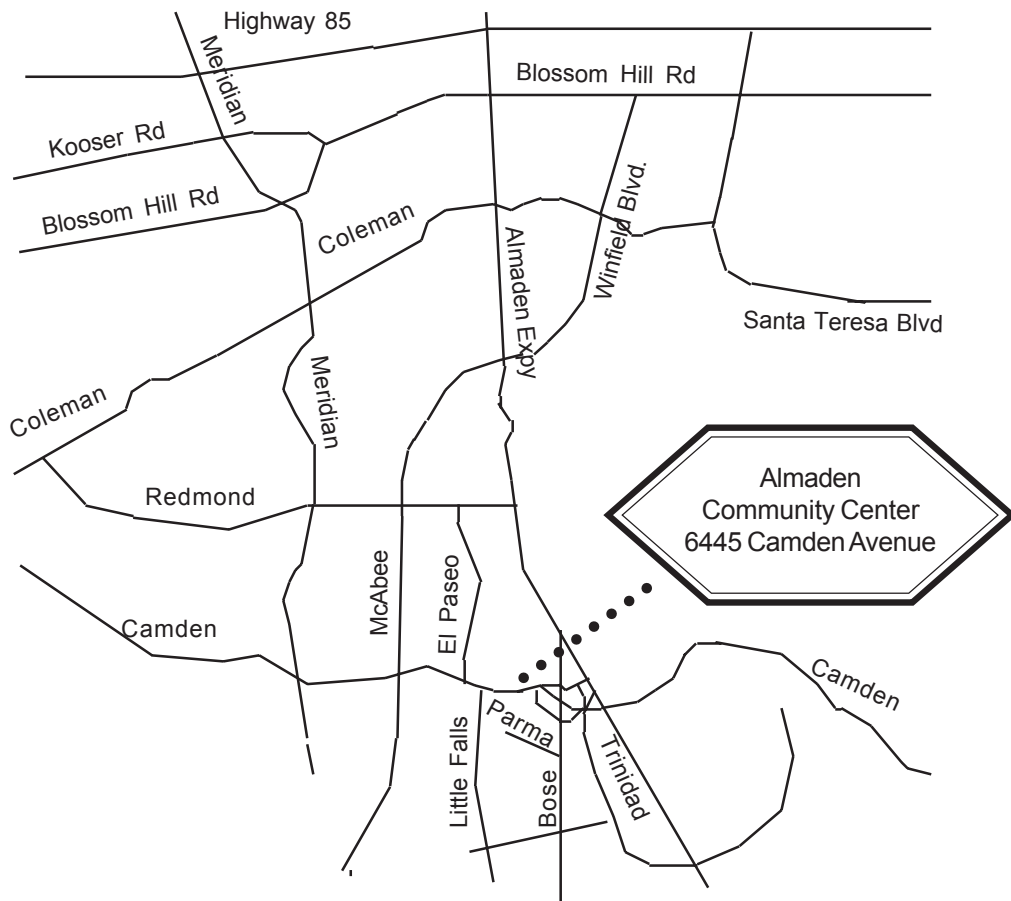 Highway 85
Meridian
Blossom Hill Rd
Kooser Rd
Blossom Hill Rd
Coleman
Winfield Blvd.
Almaden Expy
Santa Teresa Blvd
Meridian
Coleman
Redmond
Almaden
Community Center
6445 Camden Avenue
McAbee
El Paseo
Camden
Camden
Parma
Little Falls
Bose
Trinidad